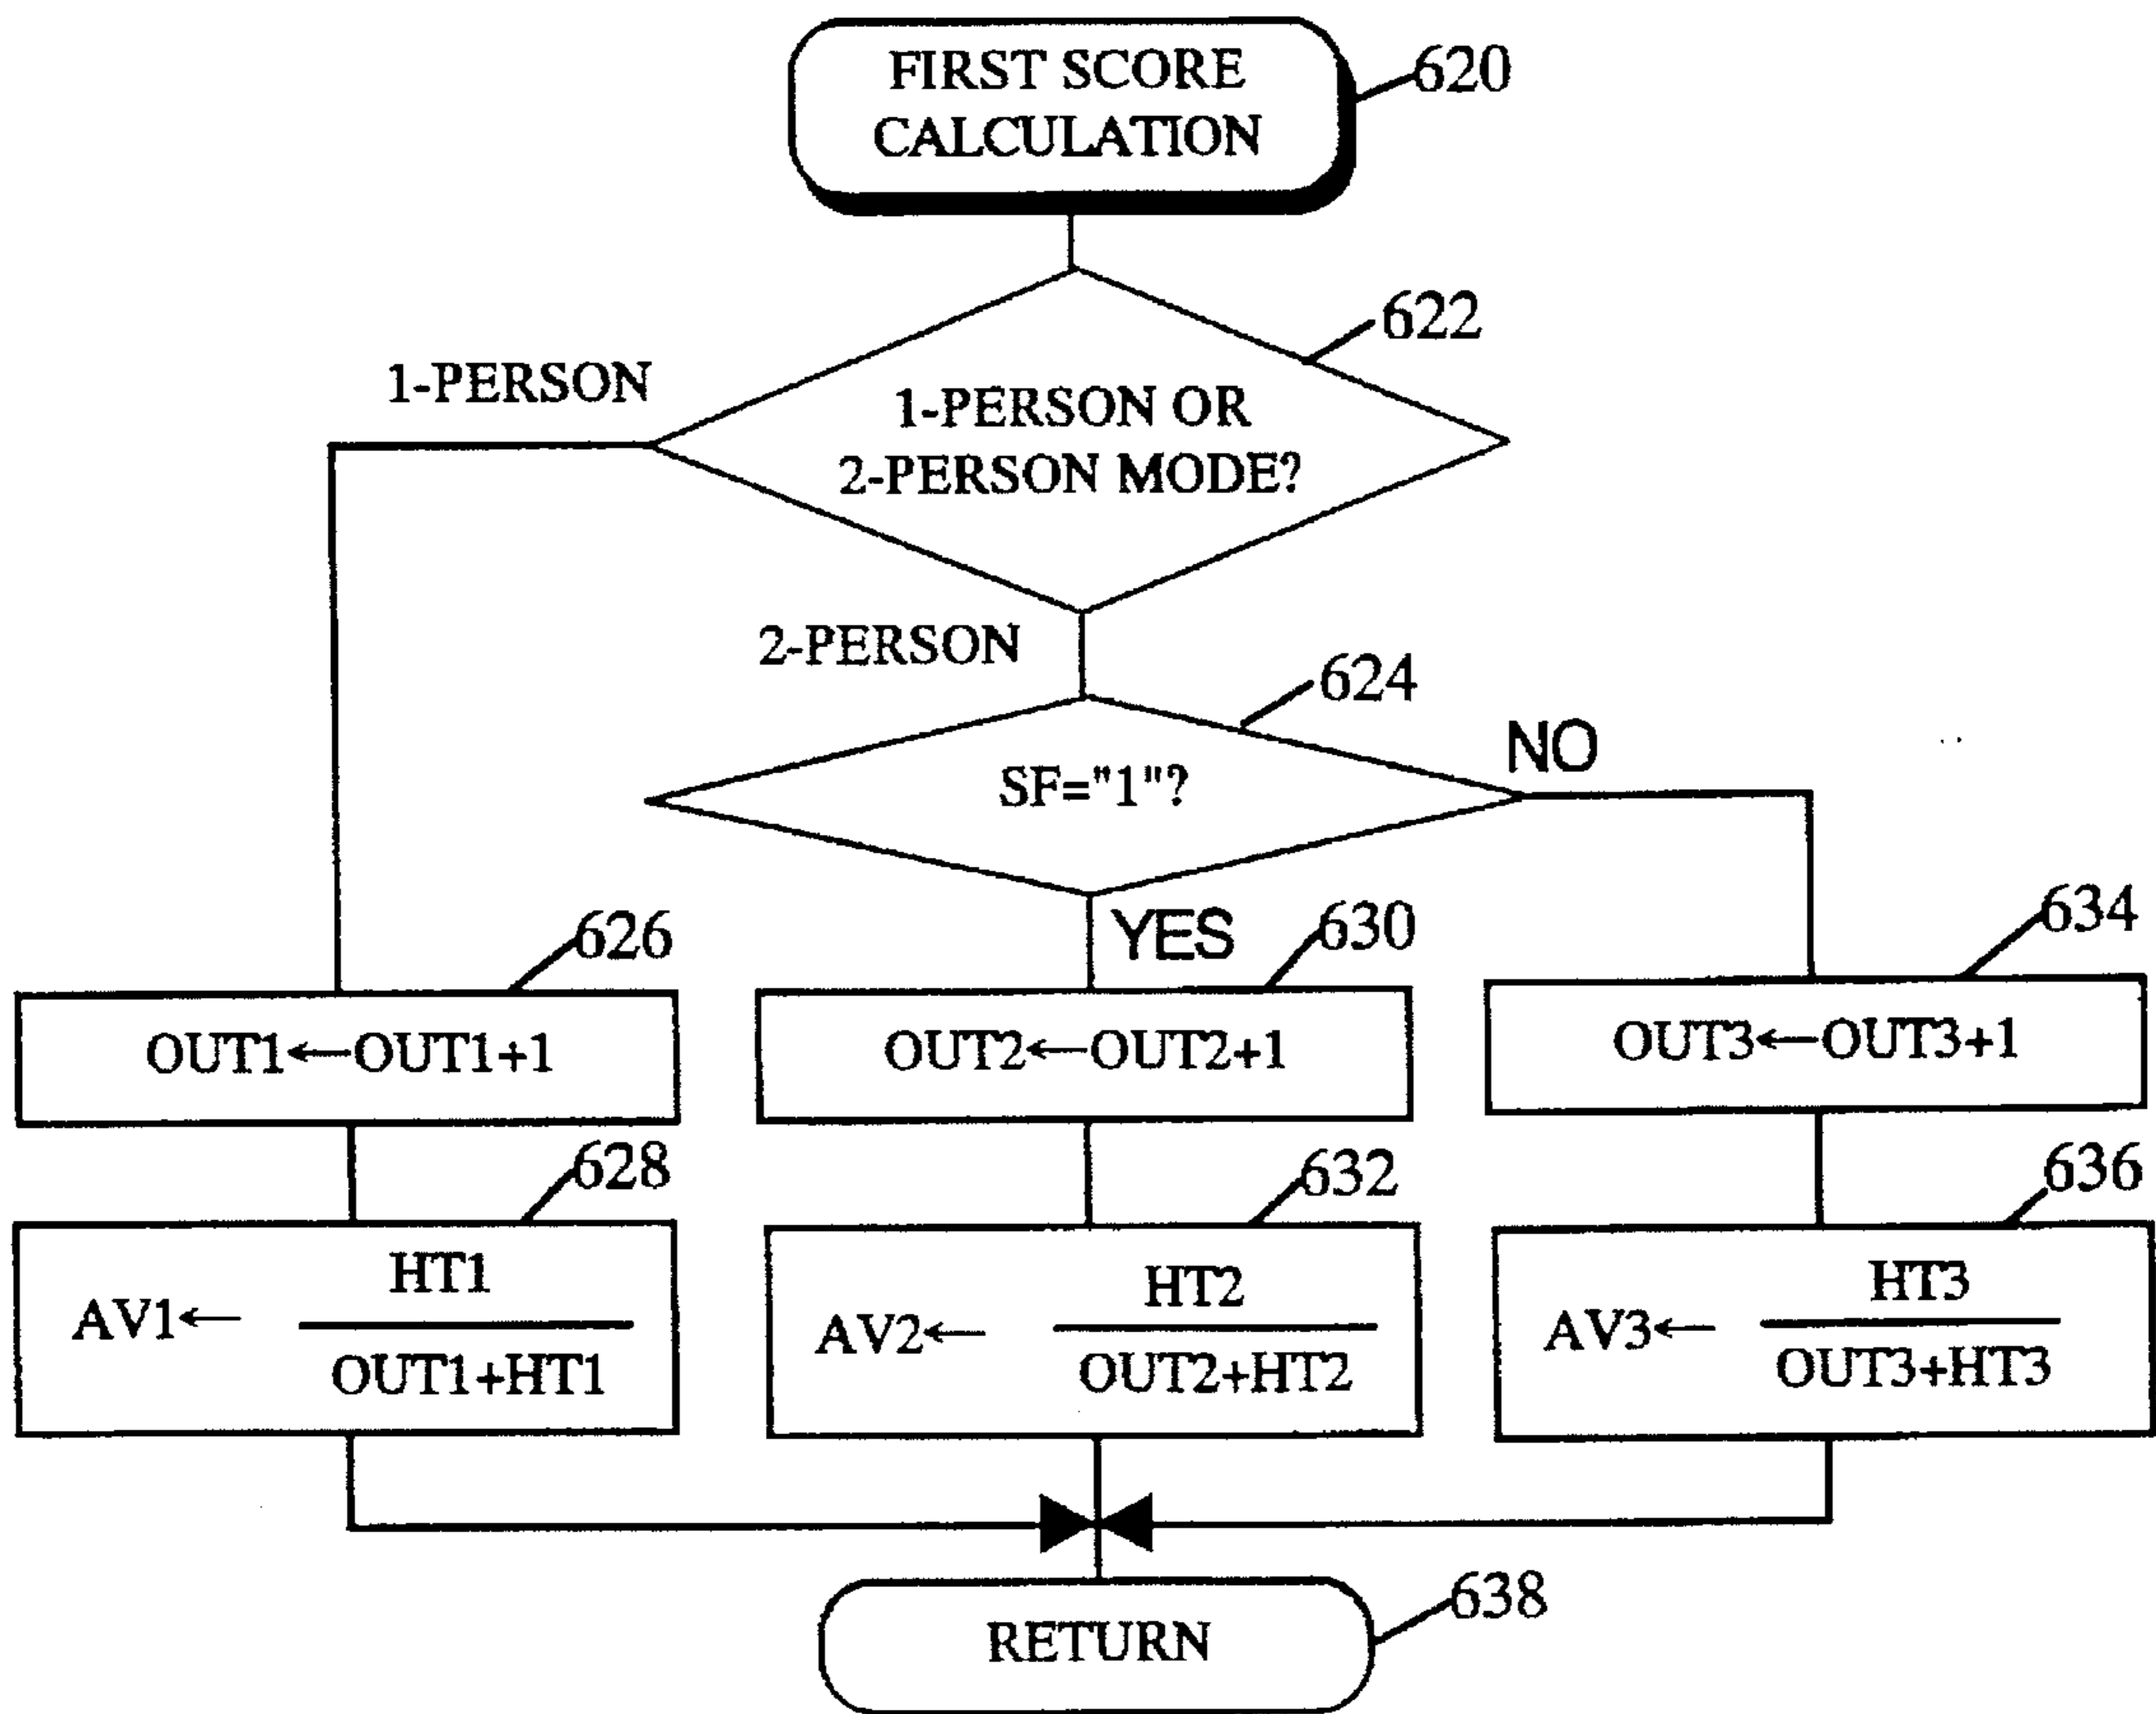 FIRST SCORE
CALCULATION
620
622
1-PERSON
1-PERSON OR
2-PERSON MODE?
2-PERSON
624
NO
SF="1"?
YES
626
630
634
OUT1←OUT1+1
OUT2←OUT2+1
OUT3←OUT3+1
628
632
636
AV1←
HT1
OUT1+HT1
AV2←
HT2
OUT2+HT2
AV3←
HT3
OUT3+HT3
638
RETURN